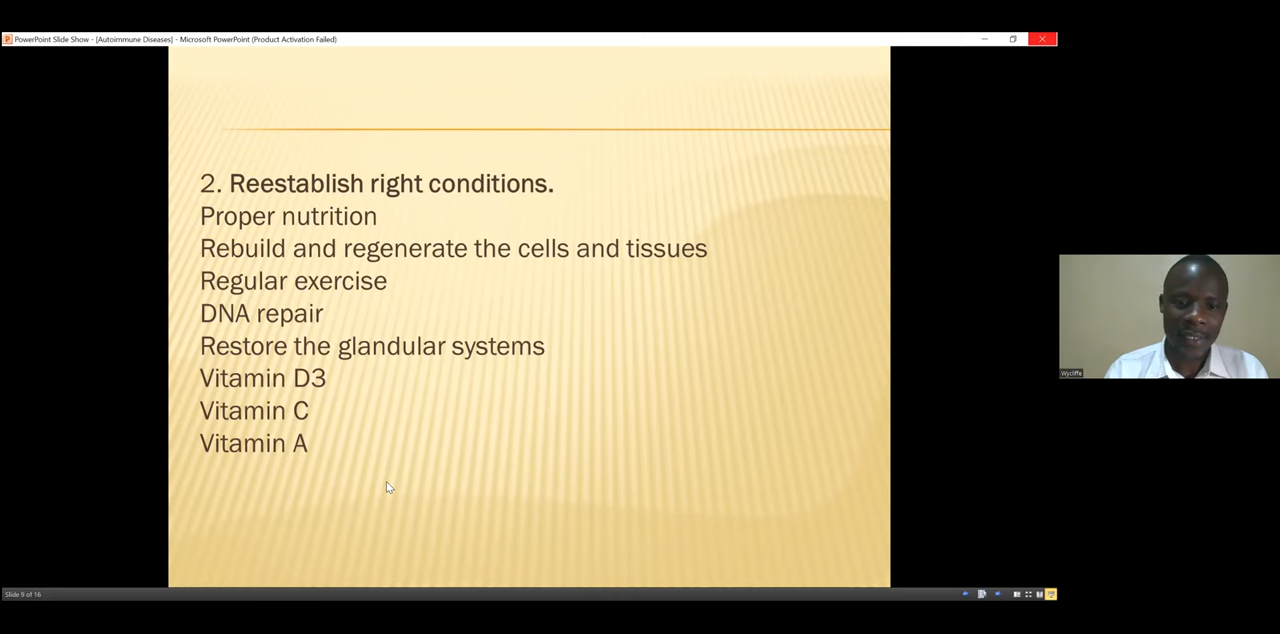 PowerPoint Slide Show - [Autoimmune Diseases] - Microsoft PowerPoint (Product Activation Failed)
2. Reestablish right conditions.
Proper nutrition
Rebuild and regenerate the cells and tissues
Regular exercise
DNA repair
Restore the glandular systems
Vitamin D3
Vitamin C
Vitamin A
Wycliffe
Slide 9 of 16